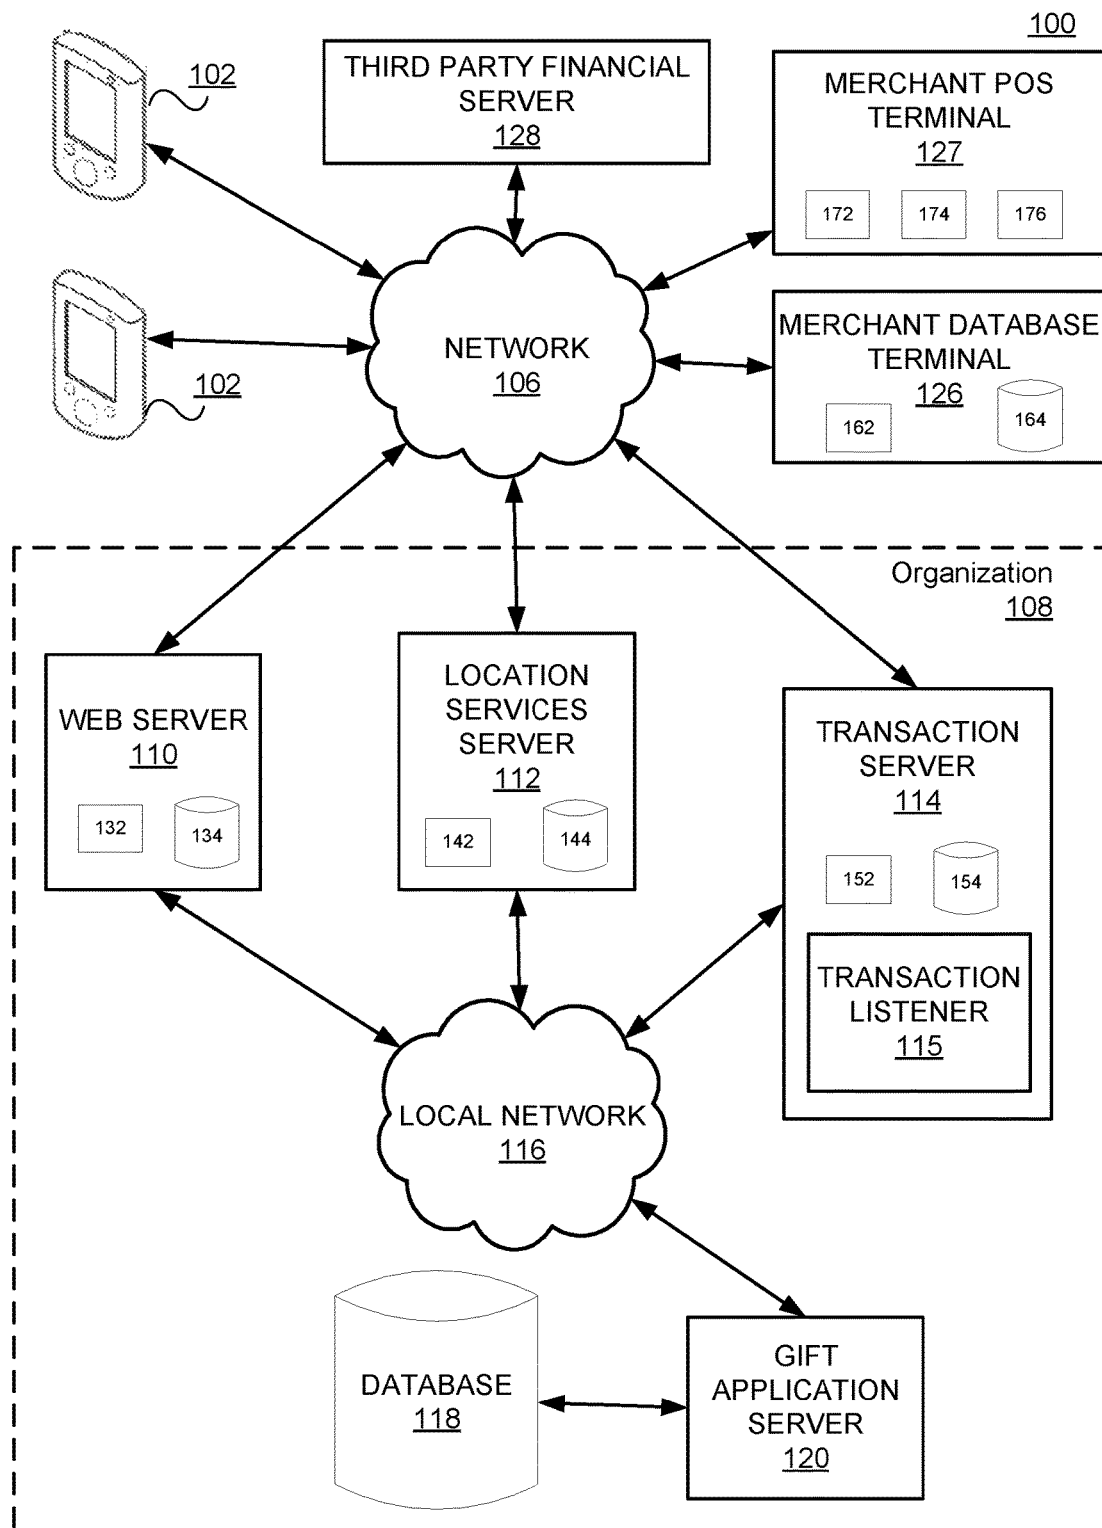 100
102
THIRD PARTY FINANCIAL
SERVER
128
MERCHANT POS
TERMINAL
127
172
174
176
102
NETWORK
106
MERCHANT DATABASE
TERMINAL
126
162
164
Organization
108
WEB SERVER
110
132
134
LOCATION
SERVICES
SERVER
112
142
144
TRANSACTION
SERVER
114
152
154
TRANSACTION
LISTENER
115
LOCAL NETWORK
116
DATABASE
118
GIFT
APPLICATION
SERVER
120